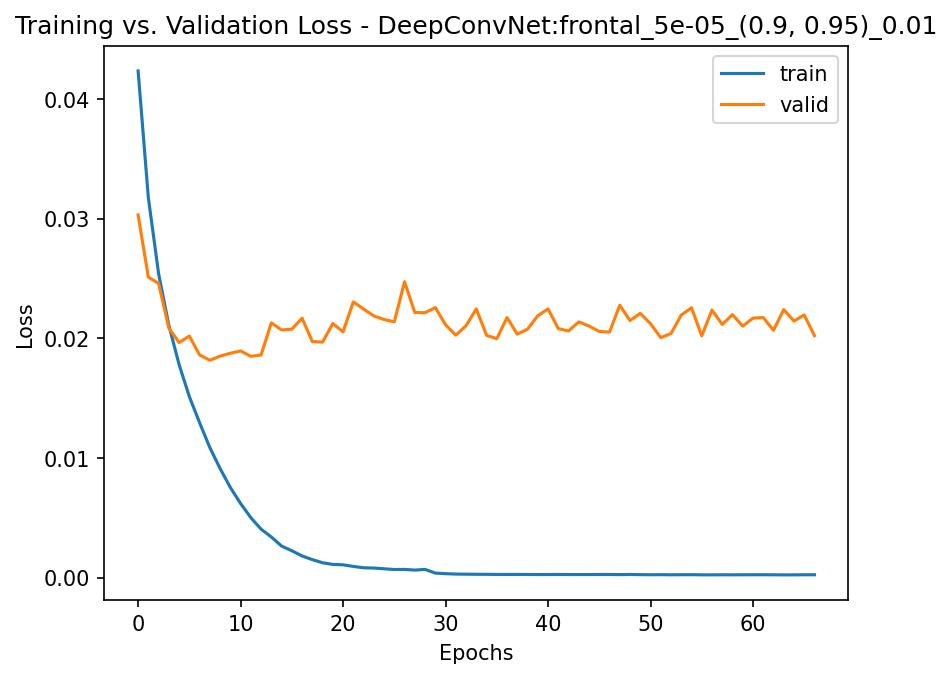 Training vs. Validation Loss - DeepConvNet:frontal_5e-05_(0.9, 0.95)_0.01
train
valid
0.04
0.03
0.02
0.01
0.00
Loss
0 10 20 30 40 50 60
Epochs